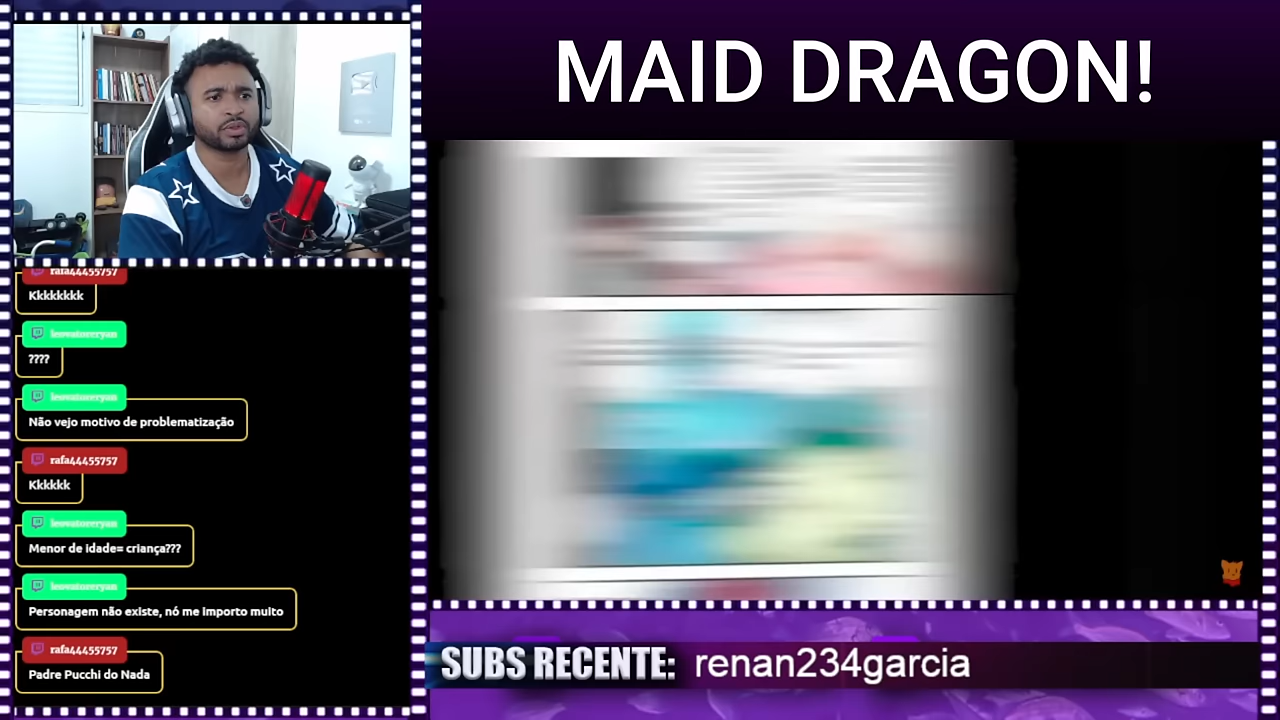 MAID DRAGON!
rafa44455757
Kkkkkkkk
????
Não vejo motivo de problematização
rafa44455757
Kkkkkk
Menor de idade= criança???
Personagem não existe, nó me importo muito
rafa44455757
Padre Pucchi do Nada
SUBS RECENTE: renan234garcia